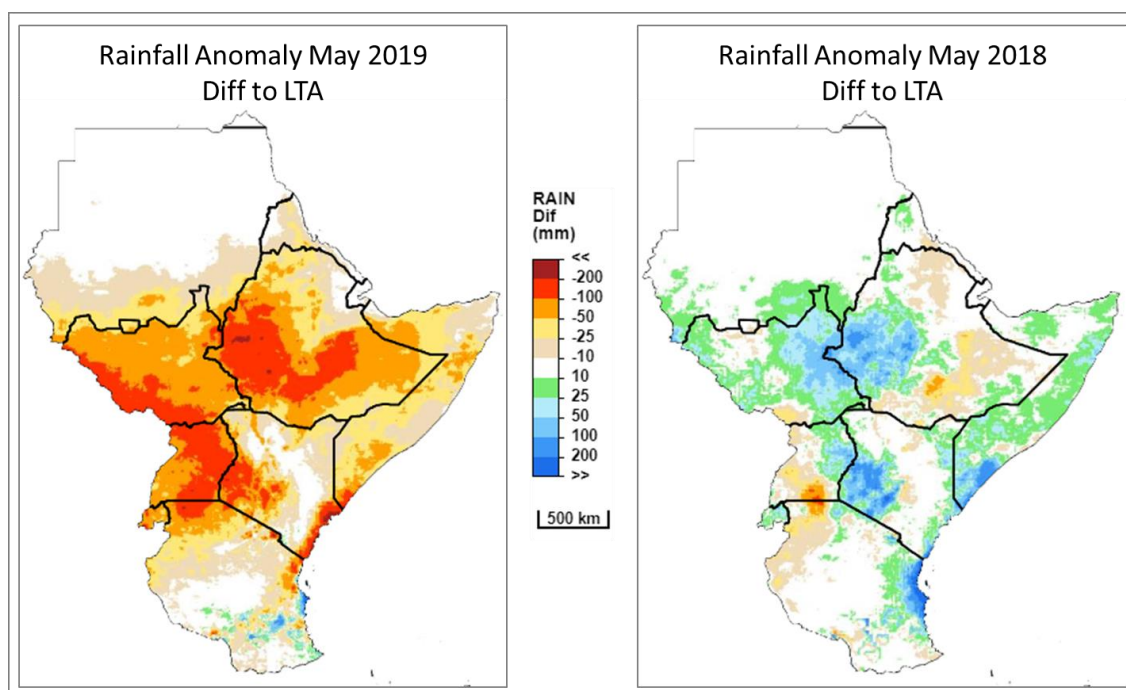 Rainfall Anomaly May 2019
Diff to LTA
RAIN
Dif
(mm)
<<
-200
-100
-50
-25
-10
10
25
50
100
200
>>
500 km
Rainfall Anomaly May 2018
Diff to LTA